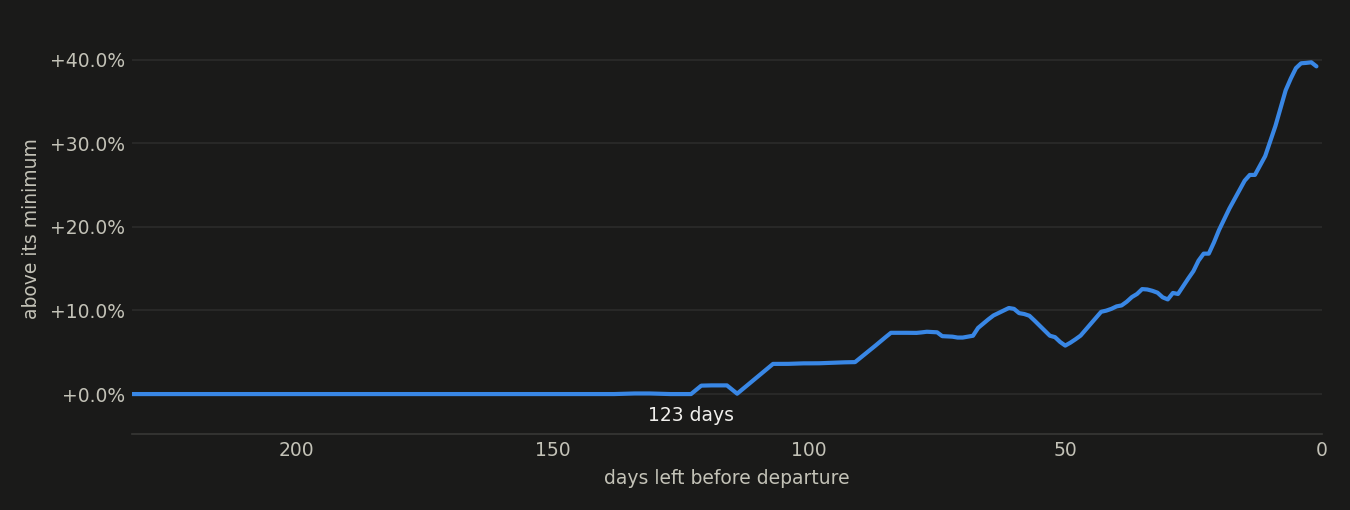 +40.0%
+30.0%
+20.0%
+10.0%
+0.0%
above its minimum
123 days
200 150 100 50 0
days left before departure